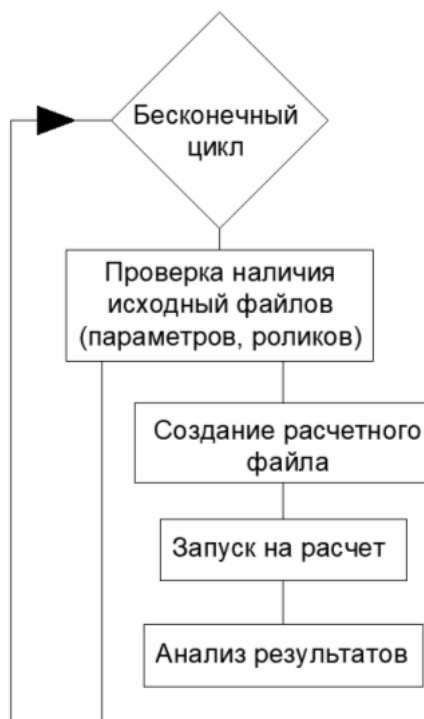 Бесконечный
цикл
Проверка наличия
исходный файлов
(параметров, роликов)
Создание расчетного
файла
Запуск на расчет
Анализ результатов